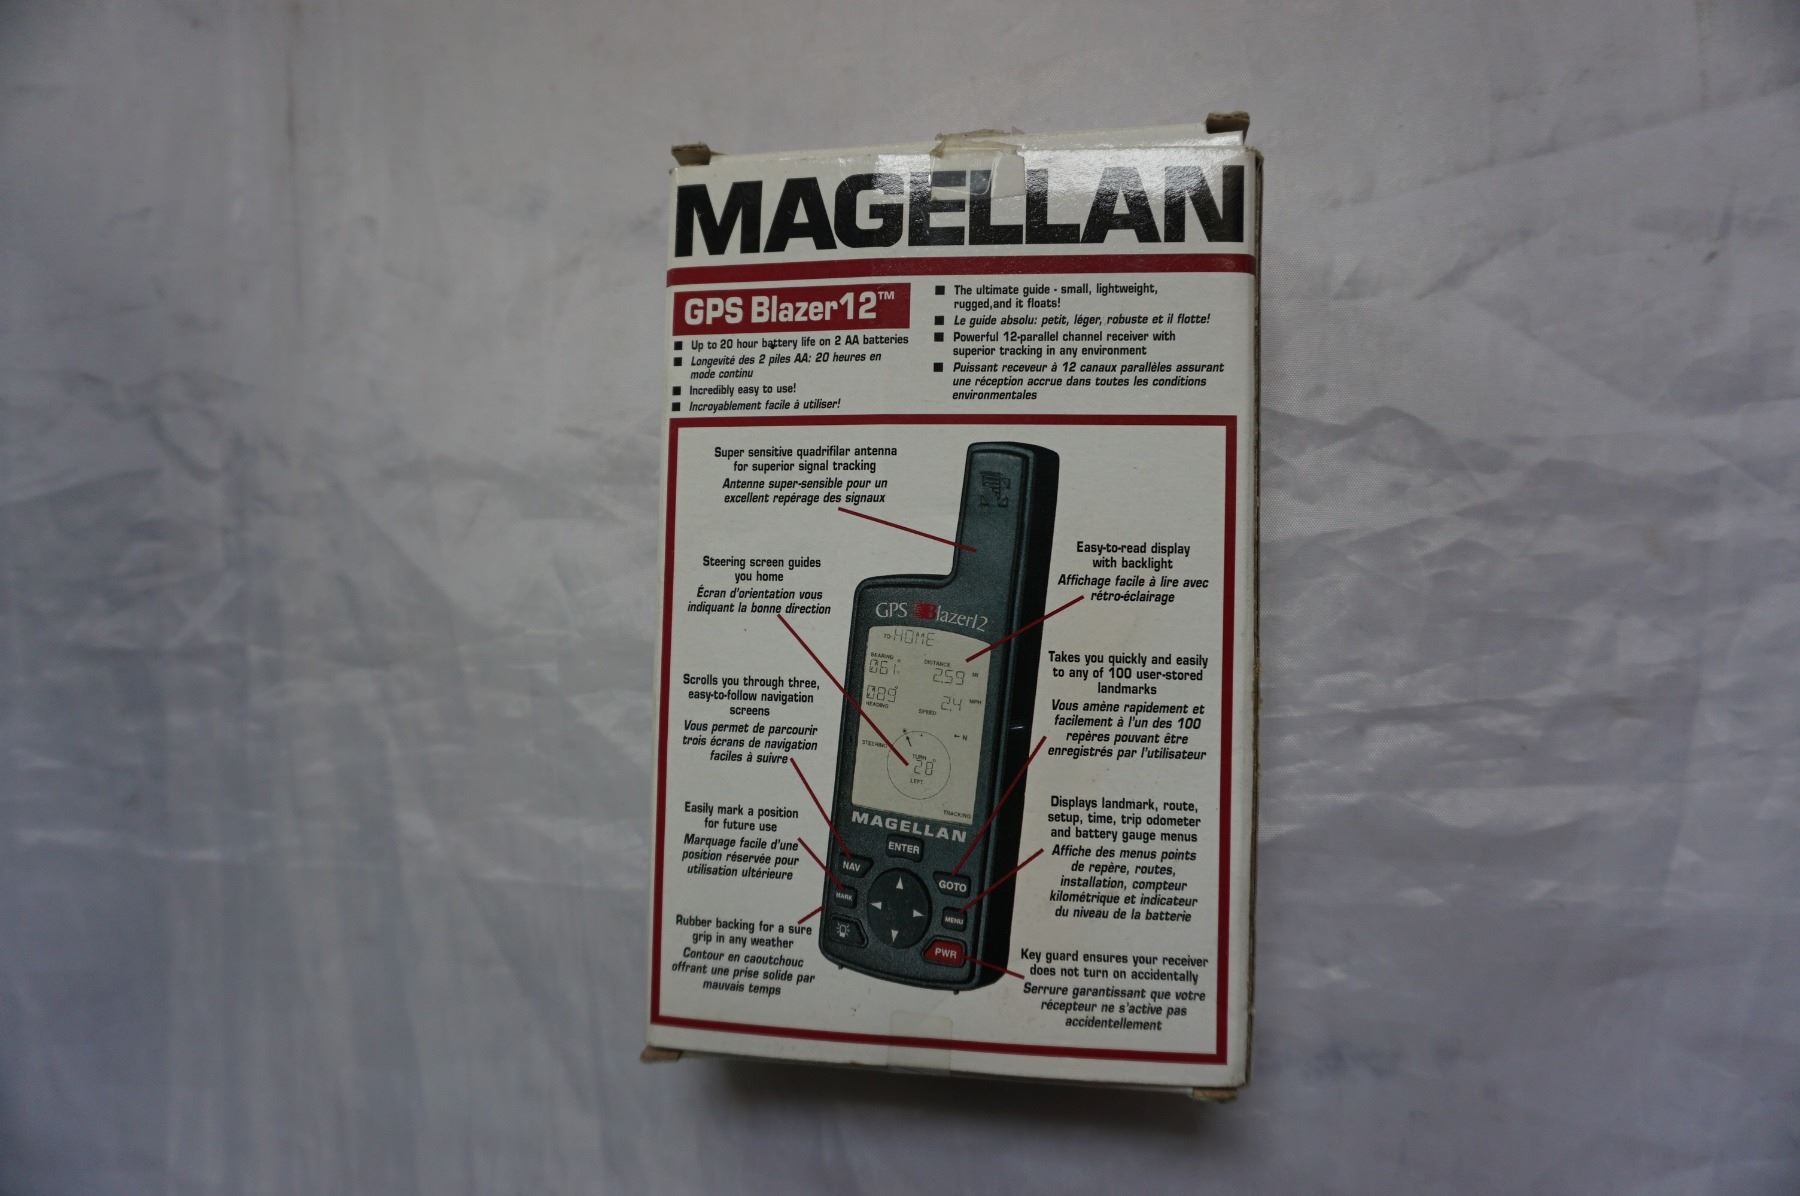 MAGELLAN
GPS Blazer12™
■ Up to 20 hour battery life on 2 AA batteries
■ Longevité des 2 piles AA: 20 heures en
mode continu
■ Incredibly easy to use!
■ Incroyablement facile à utiliser!
■ The ultimate guide - small, lightweight,
rugged,and it floats!
■ Le guide absolu: petit, léger, robuste et il flotte!
■ Powerful 12-parallel channel receiver with
superior tracking in any environment
■ Puissant receveur à 12 canaux parallèles assurant
une réception accrue dans toutes les conditions
environmentales
Super sensitive quadrifilar antenna
for superior signal tracking
Antenne super-sensible pour un
excellent repérage des signaux
Steering screen guides
you home
Écran d'orientation vous
indiquant la bonne direction
Scrolls you through three,
easy-to-follow navigation
screens
Vous permet de parcourir
trois écrans de navigation
faciles à suivre
Easily mark a position
for future use
Marquage facile d'une
position réservée pour
utilisation ultérieure
Rubber backing for a sure
grip in any weather
Contour en caoutchouc
offrant une prise solide par
mauvais temps
GPS Blazer12
TO: HOME
BEARING DISTANCE
061° 2.59 MI
089° 2.4 MPH
HEADING SPEED
← N
STEERING
TURN
28°
LEFT
TRACKING
MAGELLAN
ENTER
NAV
GOTO
MARK
MENU
PWR
Easy-to-read display
with backlight
Affichage facile à lire avec
rétro-éclairage
Takes you quickly and easily
to any of 100 user-stored
landmarks
Vous amène rapidement et
facilement à l'un des 100
repères pouvant être
enregistrés par l'utilisateur
Displays landmark, route,
setup, time, trip odometer
and battery gauge menus
Affiche des menus points
de repère, routes,
installation, compteur
kilométrique et indicateur
du niveau de la batterie
Key guard ensures your receiver
does not turn on accidentally
Serrure garantissant que votre
récepteur ne s'active pas
accidentellement